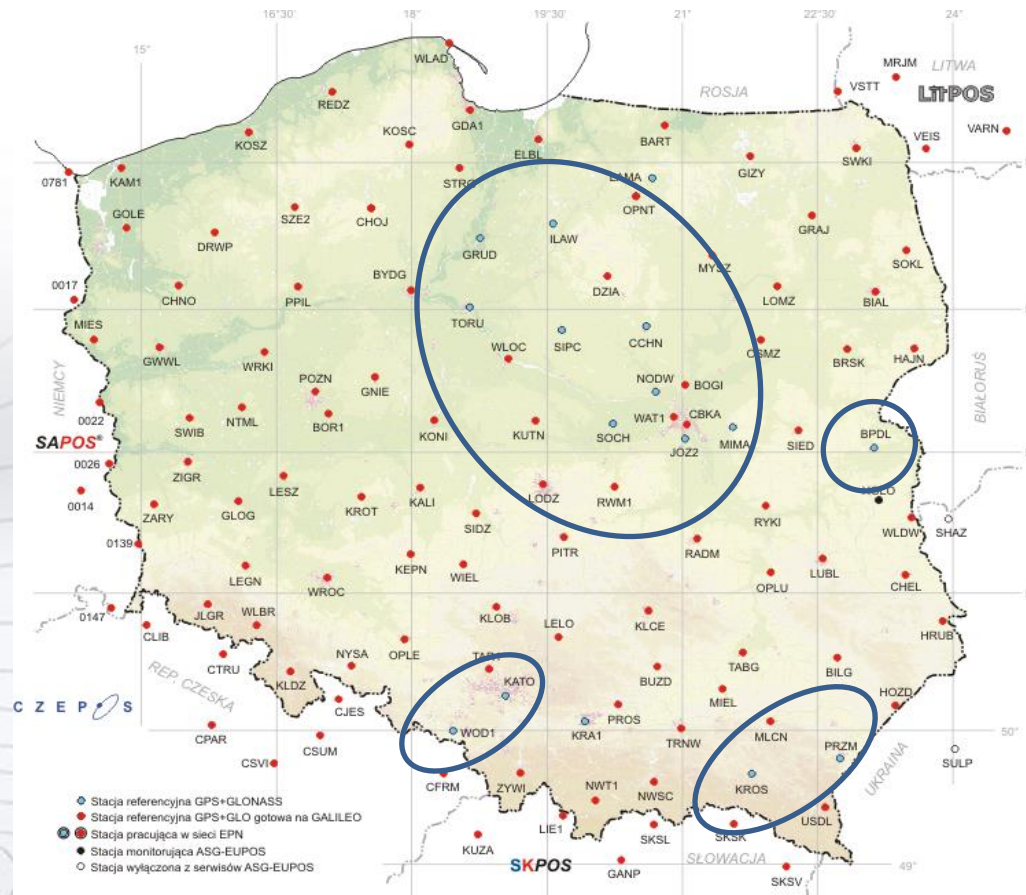 16°30 18° 19°30 21° 22°30 24°
15°
WLAD
MRJM
LITWA
ROSJA
VSTT
LITPOS
REDZ
GDA1
KOSC
BART
VARN
KOSZ
ELBL
VEIS
GIZY
SWKI
0781
KAM1
STRG
LAMA
GOLE
SZE2
CHOJ
OPNT
GRAJ
DRWP
ILAW
GRUD
SOKL
BYDG
MYSZ
0017
CHNO
PPIL
DZIA
LOMZ
BIAL
MIES
TORU
SIPC
CCHN
OSMZ
GWWL
WRKI
WLOC
BRSK
HAJN
NIEMCY
BIAŁORUŚ
POZN
GNIE
NODW
BOGI
0022
NTML
BOR1
WAT1
CBKA
SWIB
KONI
KUTN
SOCH
MIMA
BPDL
SAPOS®
JOZ2
SIED
0026
ZIGR
LESZ
LODZ
RWM1
0014
ZARY
GLOG
KROT
KALI
SIDZ
RYKI
WLDW
SHAZ
0139
PITR
RADM
KEPN
WIEL
LEGN
WROC
OPLU
LUBL
CHEL
0147
JLGR
WLBR
KLOB
KLCE
CLIB
LELO
HRUB
REP. CZESKA
CTRU
NYSA
OPLE
TAR1
TABG
BILG
KLDZ
KATO
BUZD
MIEL
HOZD
CZEPOS
CJES
PROS
CPAR
CSUM
WOD1
KRA1
TRNW
MLCN
PRZM
50°
CSVI
UKRAINA
SULP
CFRM
ZYWI
NWT1
NWSC
KROS
USDL
Stacja referencyjna GPS+GLONASS
Stacja referencyjna GPS+GLO gotowa na GALILEO
Stacja pracująca w sieci EPN
Stacja monitorująca ASG-EUPOS
Stacja wyłączona z serwisów ASG-EUPOS
KUZA
LIE1
SKSL
SKSK
SKPOS
GANP
SŁOWACJA
SKSV
49°